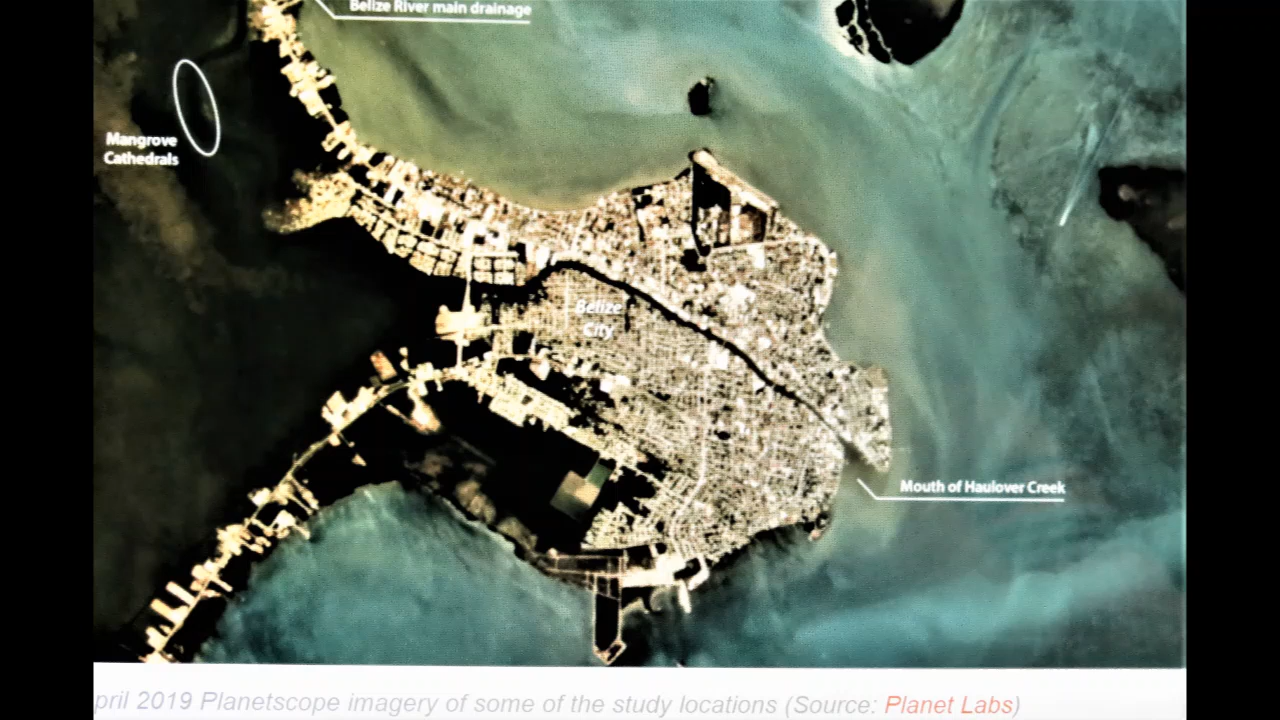 Belize River main drainage
Mangrove
Cathedrals
Belize
City
Mouth of Haulover Creek
pril 2019 Planetscope imagery of some of the study locations (Source: Planet Labs)